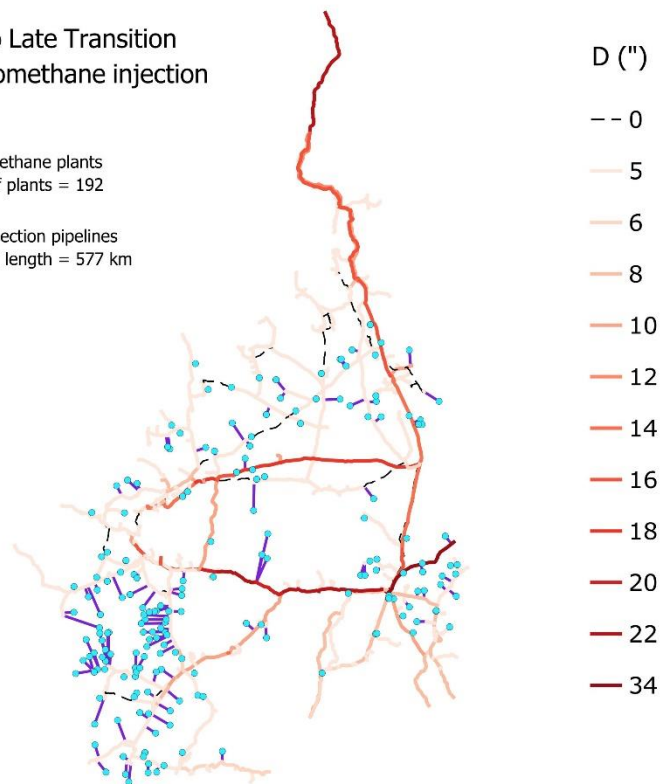 Late Transition
omethane injection
ethane plants
plants = 192
ection pipelines
length = 577 km
D (")
0
5
6
8
10
12
14
16
18
20
22
34